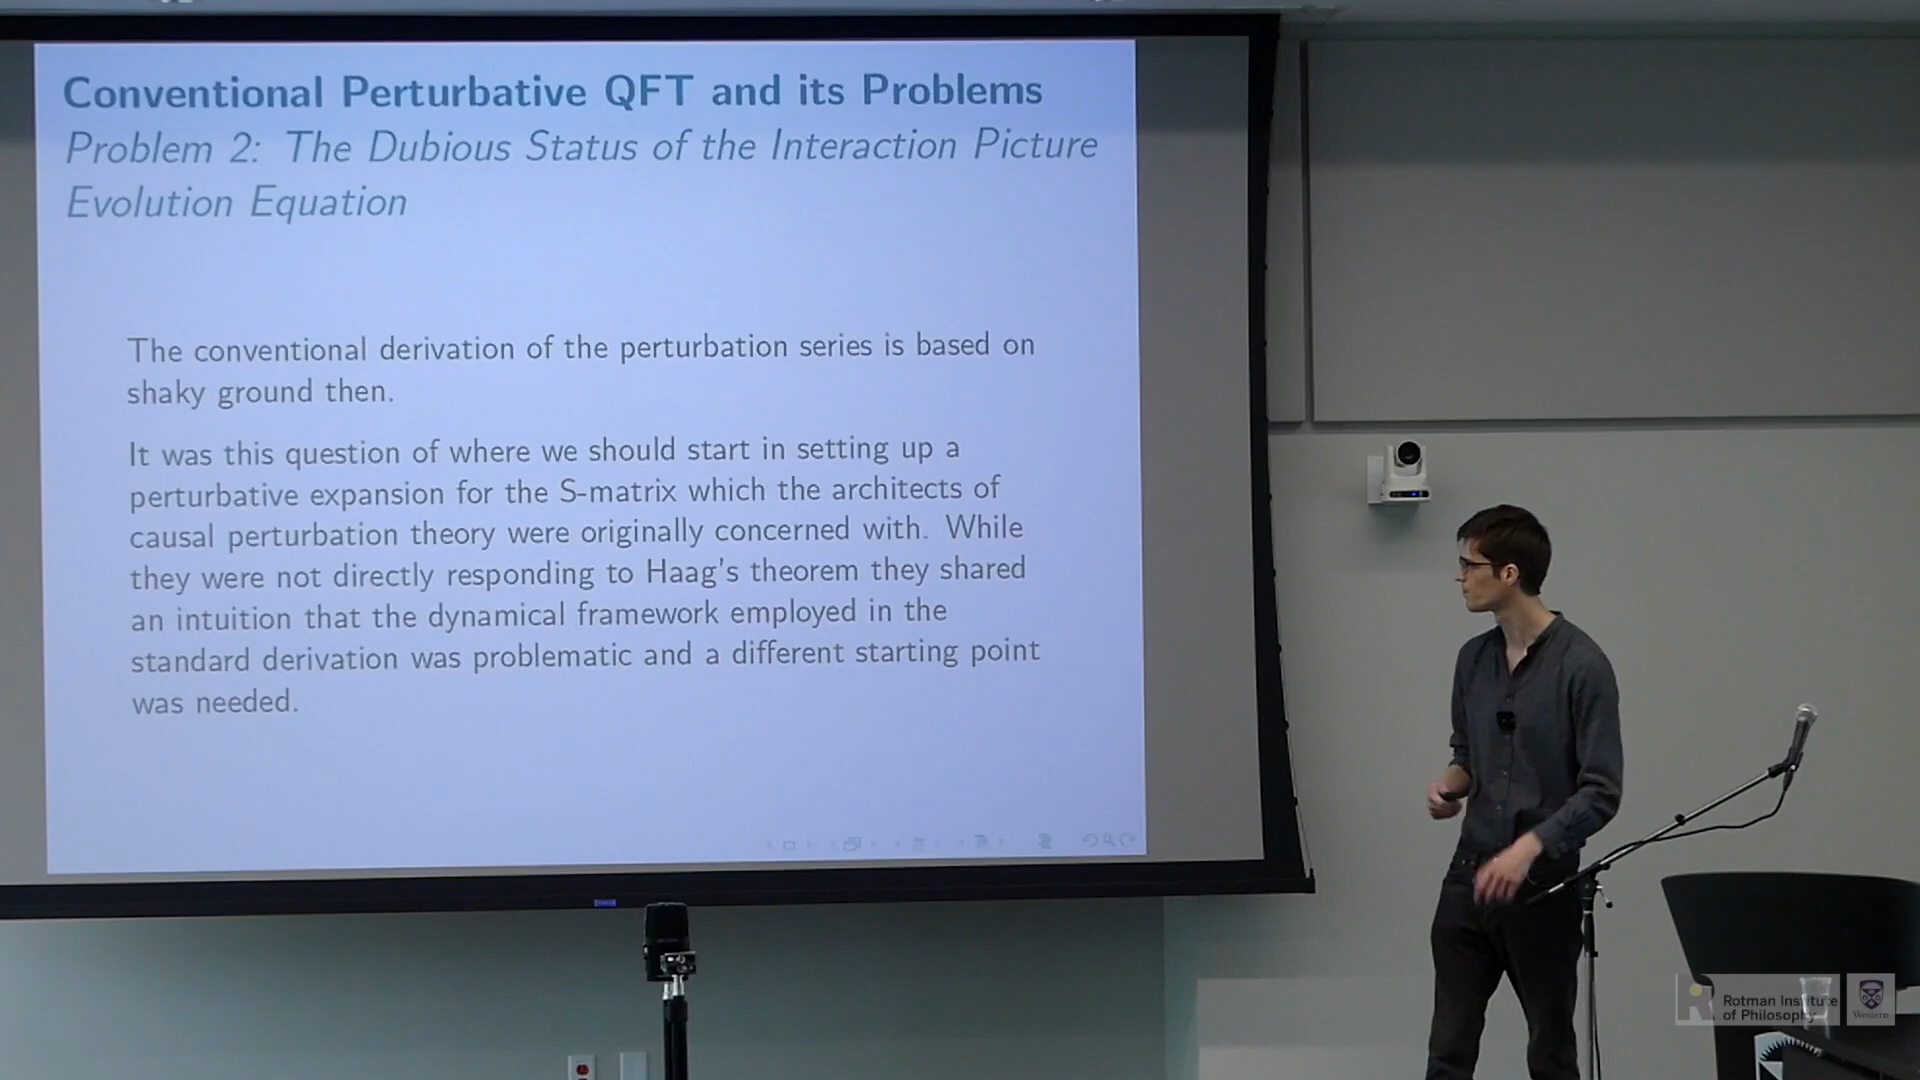 Conventional Perturbative QFT and its Problems
Problem 2: The Dubious Status of the Interaction Picture
Evolution Equation
The conventional derivation of the perturbation series is based on
shaky ground then.
It was this question of where we should start in setting up a
perturbative expansion for the S-matrix which the architects of
causal perturbation theory were originally concerned with. While
they were not directly responding to Haag's theorem they shared
an intuition that the dynamical framework employed in the
standard derivation was problematic and a different starting point
was needed.
Rotman Institute
of Philosophy
Western